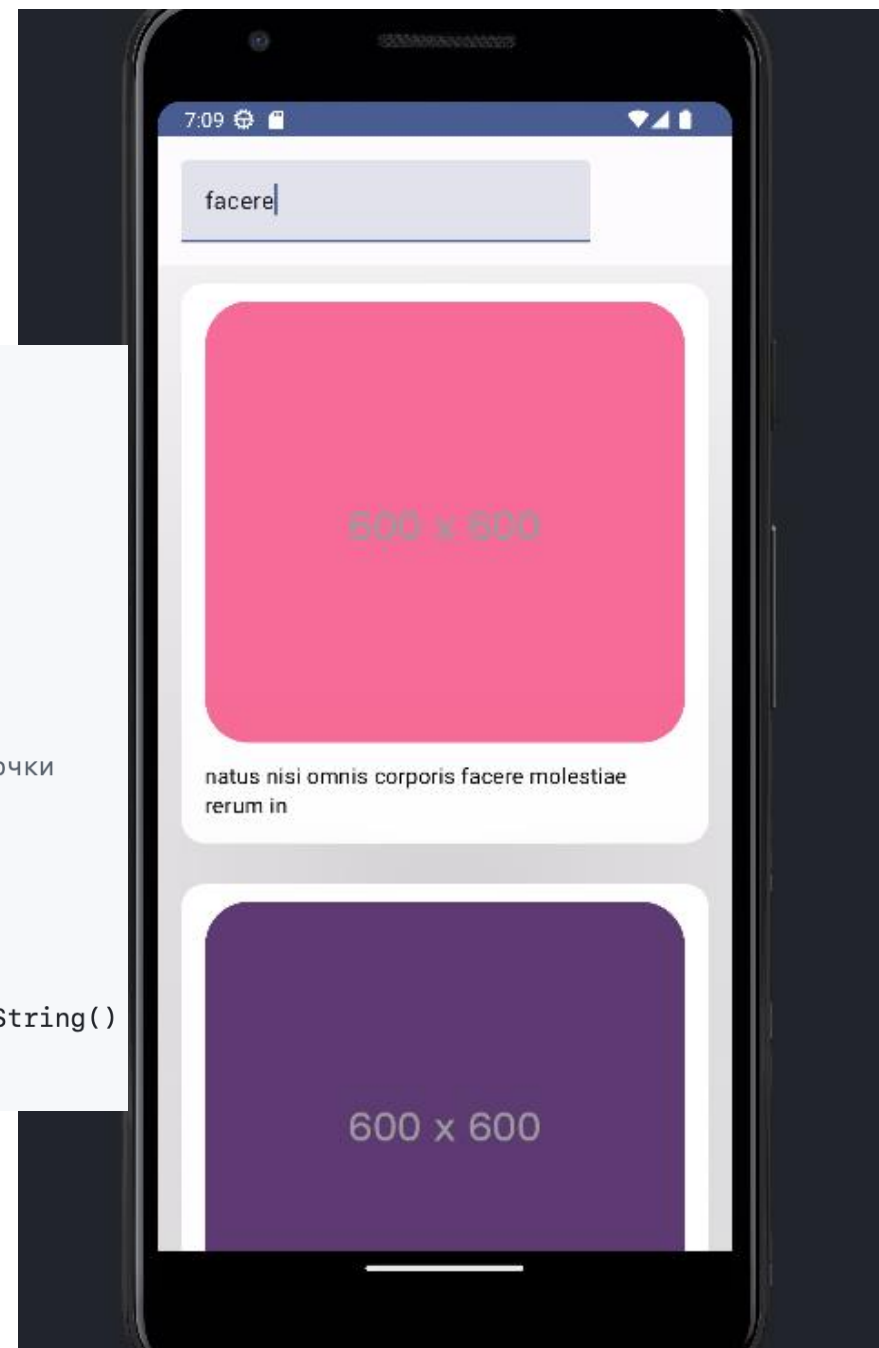 7:09
facere
600 x 600
очки
natus nisi omnis corporis facere molestiae
rerum in
String()
600 x 600